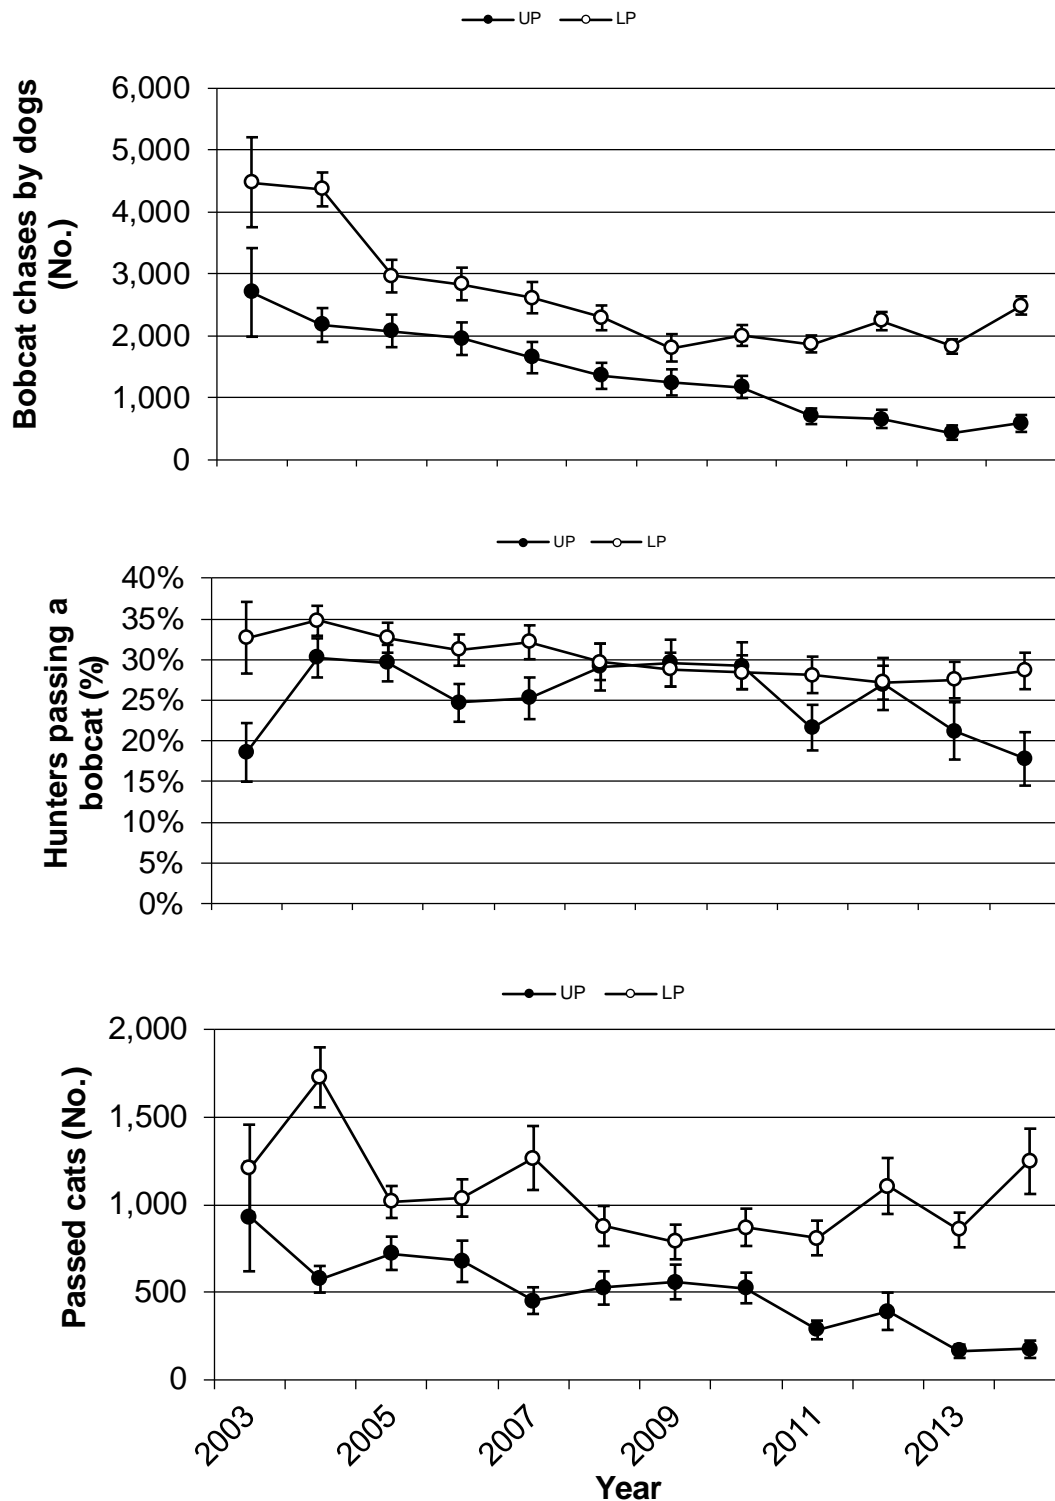 UP LP
Bobcat chases by dogs
(No.)
6,000
5,000
4,000
3,000
2,000
1,000
0
UP LP
Hunters passing a
bobcat (%)
40%
35%
30%
25%
20%
15%
10%
5%
0%
UP LP
Passed cats (No.)
2,000
1,500
1,000
500
0
2003 2005 2007 2009 2011 2013
Year